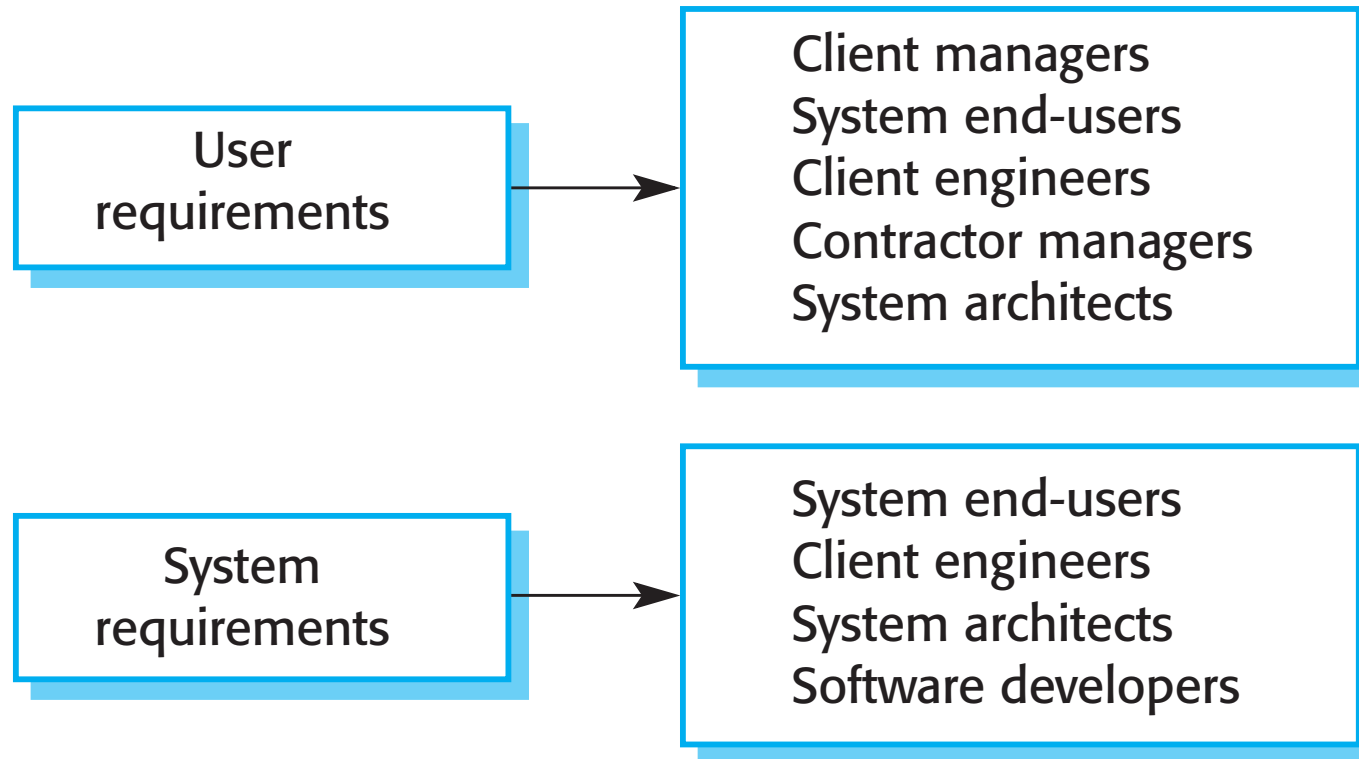 User
requirements
Client managers
System end-users
Client engineers
Contractor managers
System architects
System
requirements
System end-users
Client engineers
System architects
Software developers